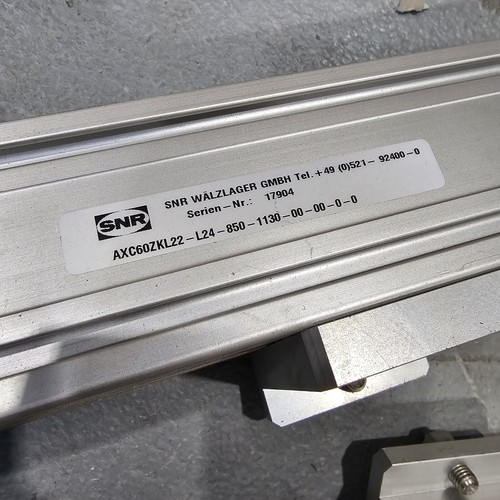 SNR
SNR WÄLZLAGER GMBH Tel. +49 (0)521-92400-0
Serien-Nr.: 17904
AXC60ZKL22-L24-850-1130-00-00-0-0